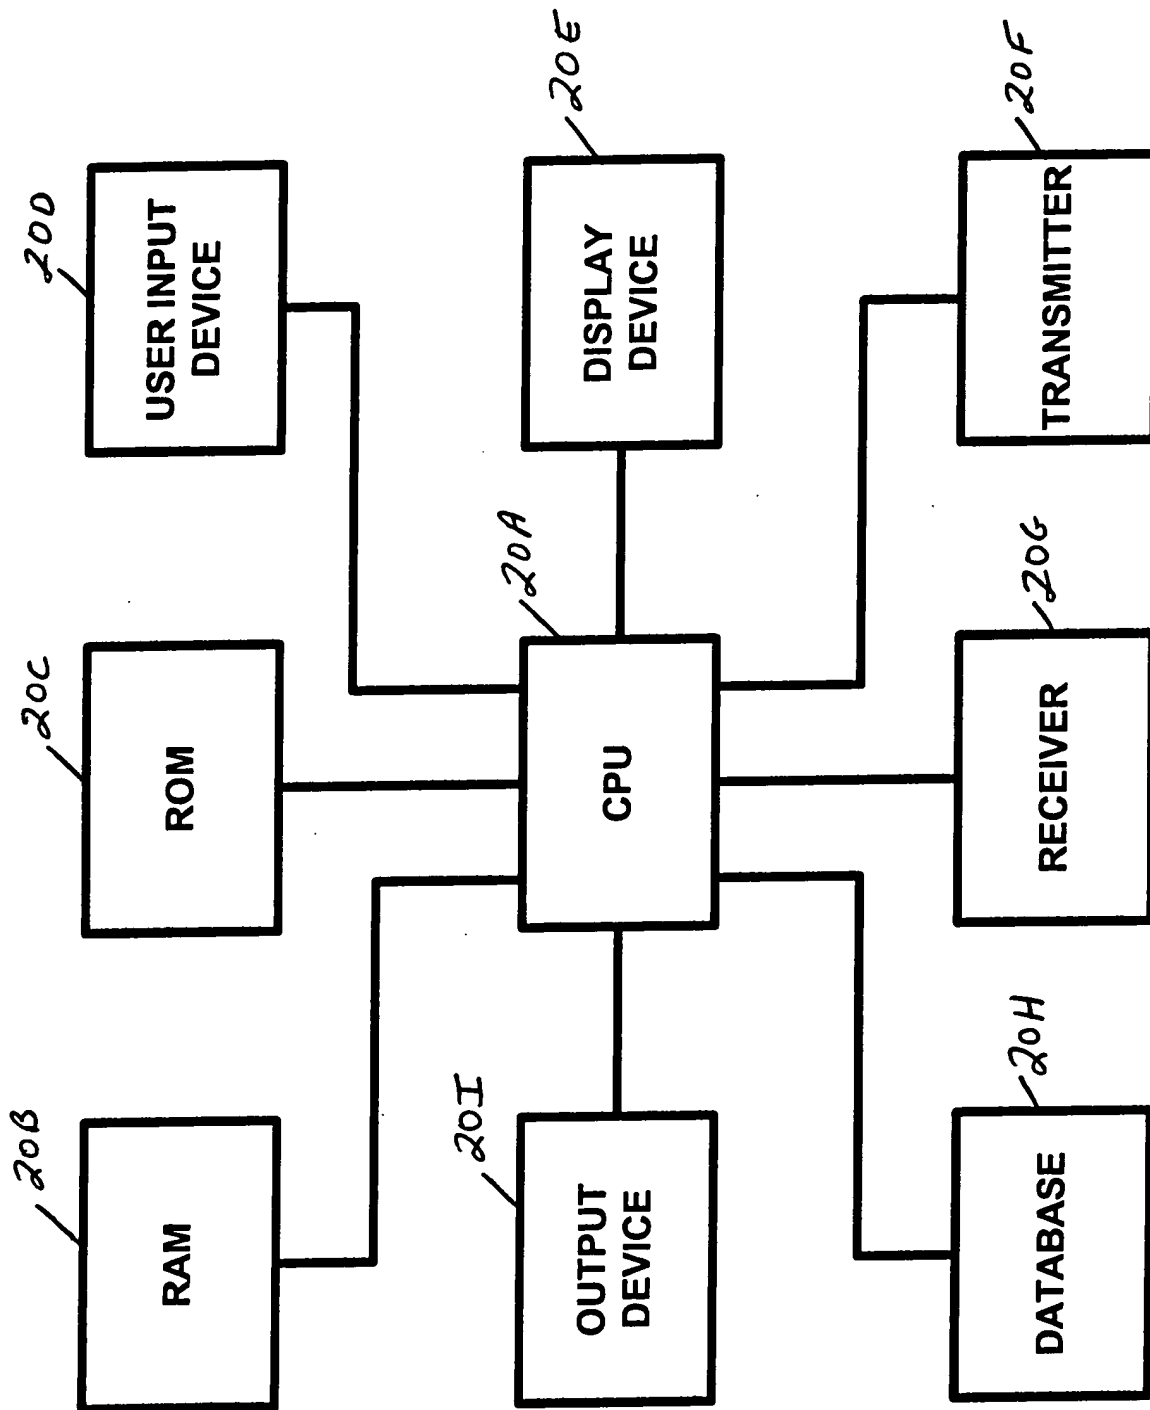 20B
RAM
20C
ROM
20D
USER INPUT
DEVICE
20I
OUTPUT
DEVICE
20A
CPU
20E
DISPLAY
DEVICE
20H
DATABASE
20G
RECEIVER
20F
TRANSMITTER